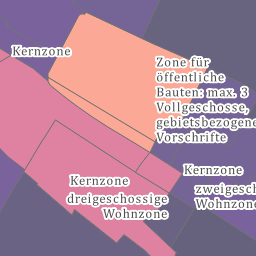 Kernzone
Zone für
öffentliche
Bauten: max. 3
Vollgeschosse,
gebietsbezogene
Vorschrifte
Kernzone
Kernzone
dreigeschossige
Wohnzone
zweigesch
Wohnzone